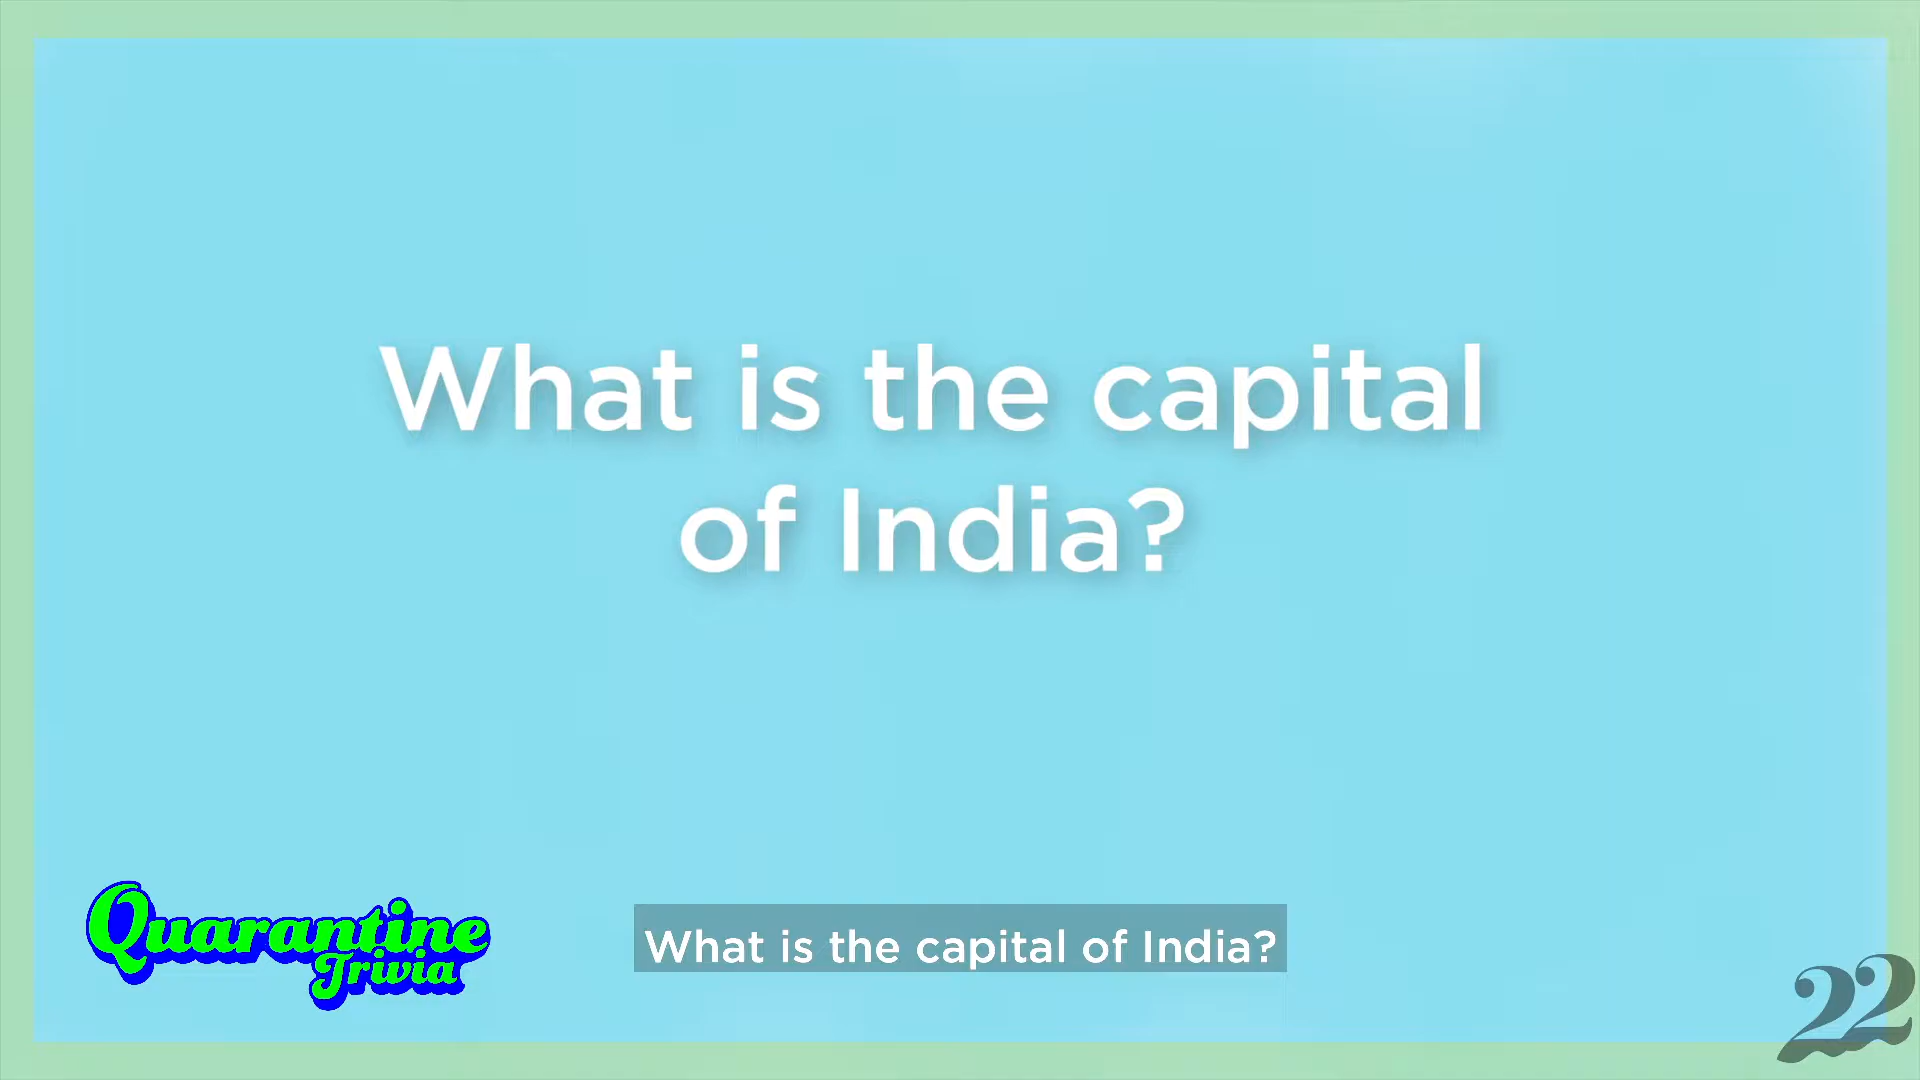 What is the capital
of India?
Quarantine
Trivia
What is the capital of India?
22